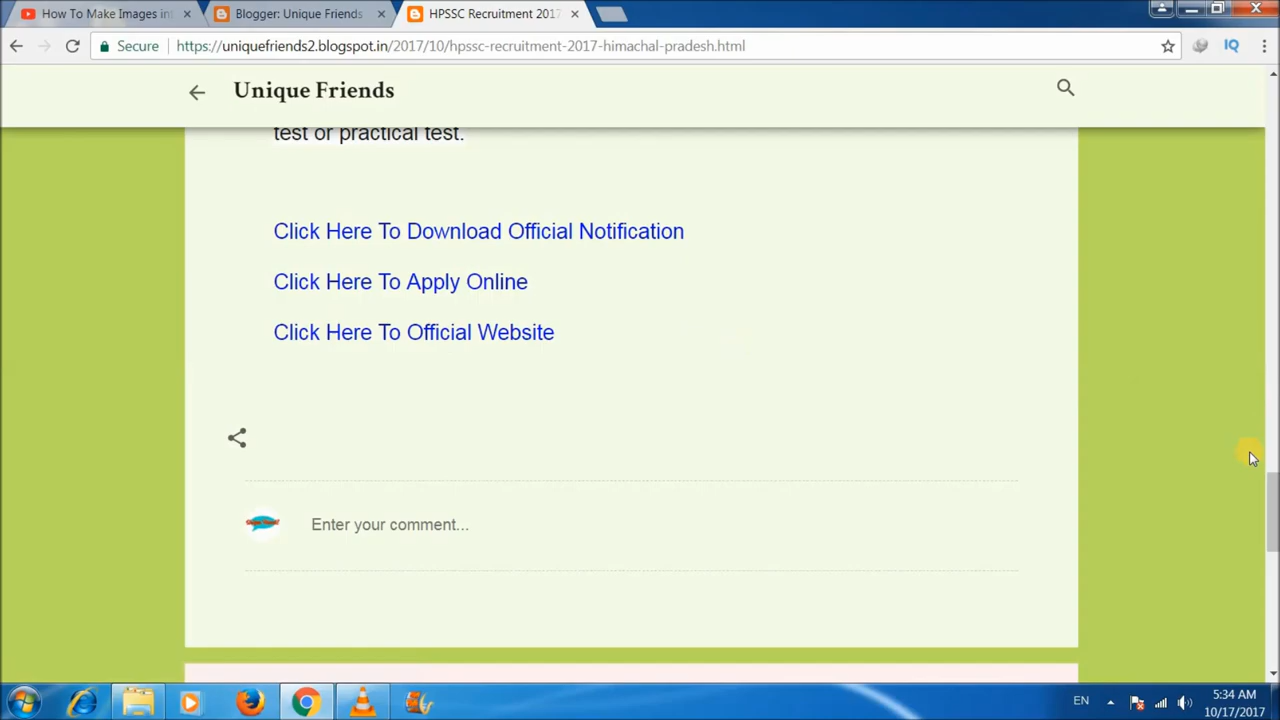 How To Make Images in
Blogger: Unique Friends
HPSSC Recruitment 2017
Secure
https://uniquefriends2.blogspot.in/2017/10/hpssc-recruitment-2017-himachal-pradesh.html
IQ
Unique Friends
test or practical test.
Click Here To Download Official Notification
Click Here To Apply Online
Click Here To Official Website
Enter your comment...
EN
5:34 AM
10/17/2017